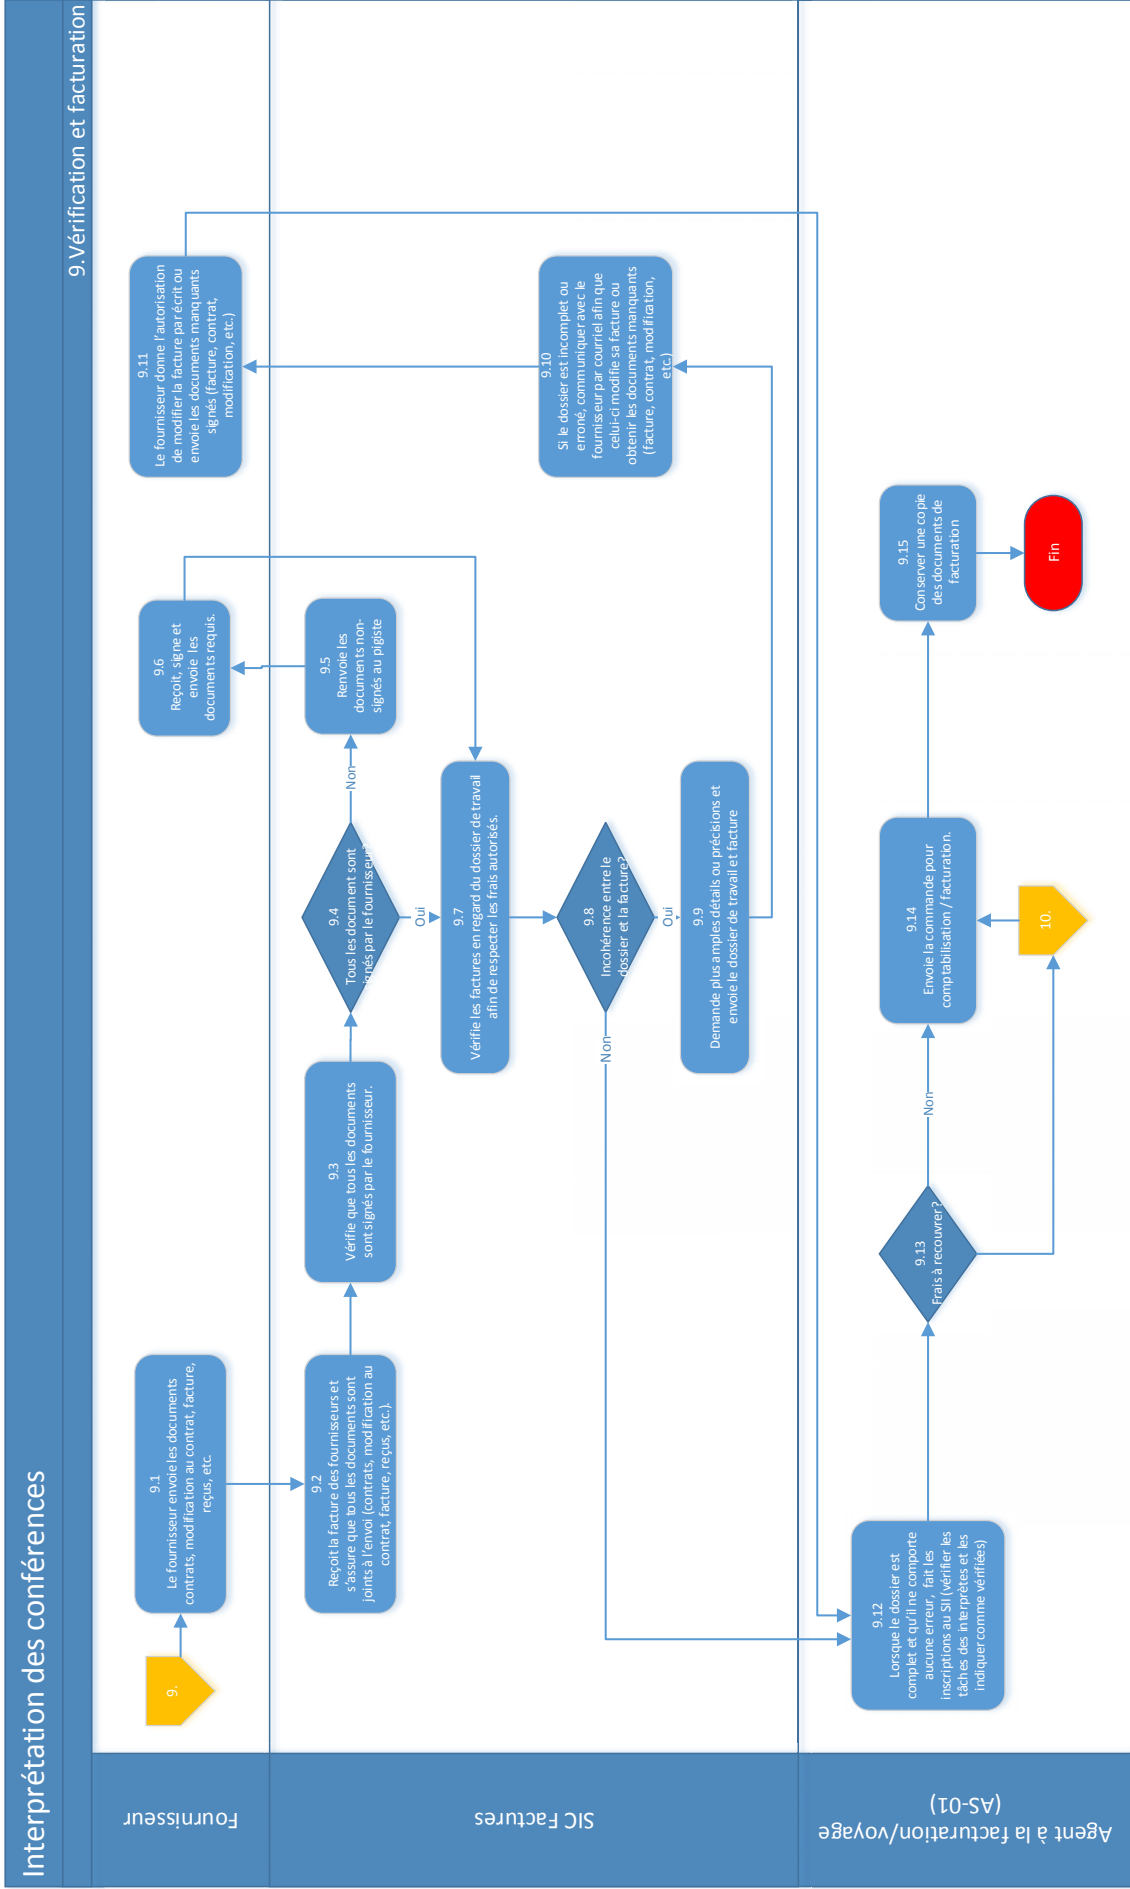 Interprétation des conférences
9.Vérification et facturation
Fournisseur
9.
9.1
Le fournisseur envoie les documents
contrats, modification au contrat, facture,
reçus, etc.
9.6
Reçoit, signe et
envoie les
documents requis.
9.11
Le fournisseur donne l’autorisation
de modifier la facture par écrit ou
envoie les documents manquants
signés (facture, contrat,
modification, etc.)
SIC Factures
9.2
Reçoit la facture des fournisseurs et
s’assure que tous les documents sont
joints à l’envoi (contrats, modification au
contrat, facture, reçus, etc.).
9.3
Vérifie que tous les documents
sont signés par le fournisseur.
9.4
Tous les document sont
signés par le fournisseur?
Non
Oui
9.5
Renvoie les
documents non-
signés au pigiste
9.7
Vérifie les factures en regard du dossier de travail
afin de respecter les frais autorisés.
9.8
Incohérence entre le
dossier et la facture?
Non
Oui
9.9
Demande plus amples détails ou précisions et
envoie le dossier de travail et facture
9.10
Si le dossier est incomplet ou
erroné, communiquer avec le
fournisseur par courriel afin que
celui-ci modifie sa facture ou
obtenir les documents manquants
(facture, contrat, modification,
etc.)
Agent à la facturation/voyage
(AS-01)
9.12
Lorsque le dossier est
complet et qu’il ne comporte
aucune erreur, fait les
inscriptions au SII (vérifier les
tâches des interprètes et les
indiquer comme vérifiées)
9.13
Frais à recouvrer?
Non
9.14
Envoie la commande pour
comptabilisation / facturation.
10.
9.15
Conserver une copie
des documents de
facturation
Fin